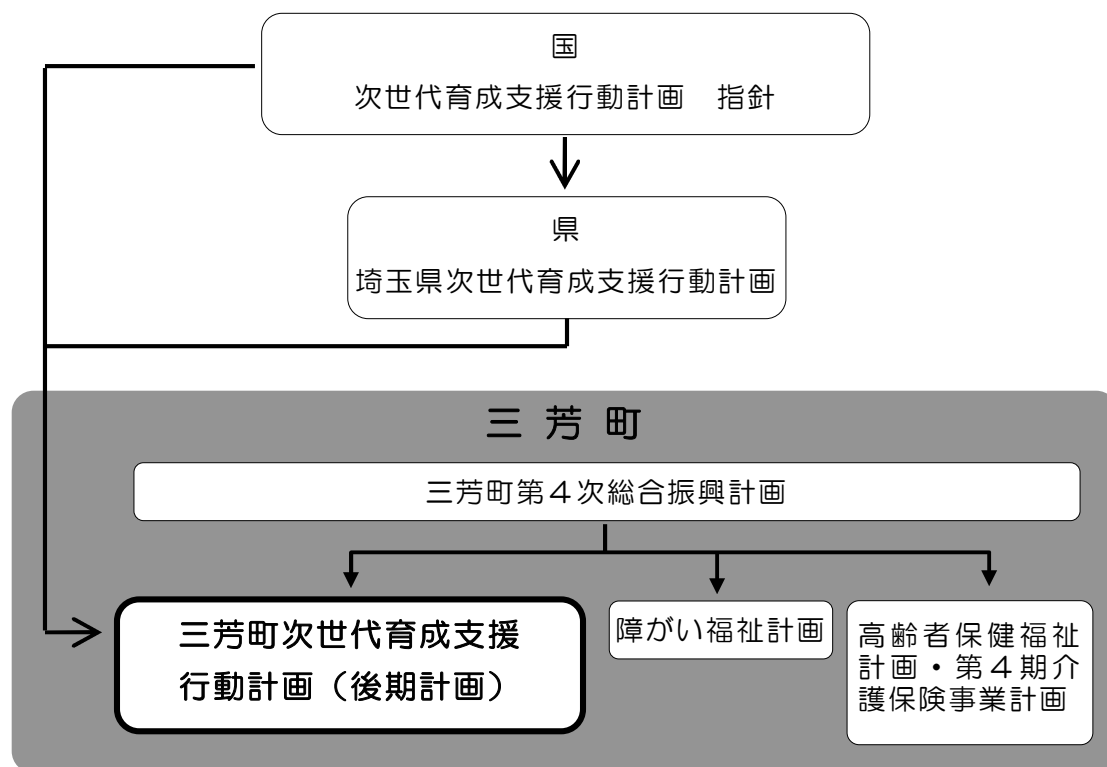 国
次世代育成支援行動計画　指針
県
埼玉県次世代育成支援行動計画
三 芳 町
三芳町第４次総合振興計画
三芳町次世代育成支援
行動計画（後期計画）
障がい福祉計画
高齢者保健福祉
計画・第４期介
護保険事業計画